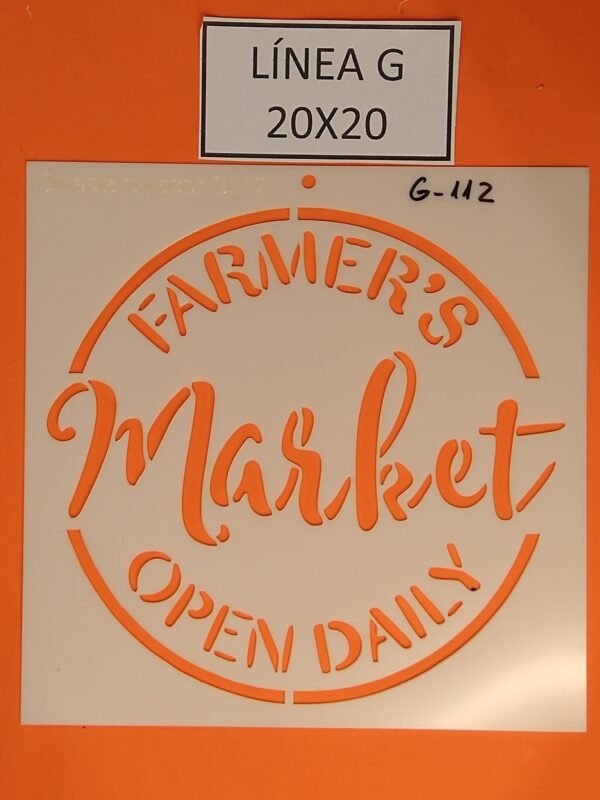 LÍNEA G
20X20
G-112
FARMER'S
Market
OPEN DAILY